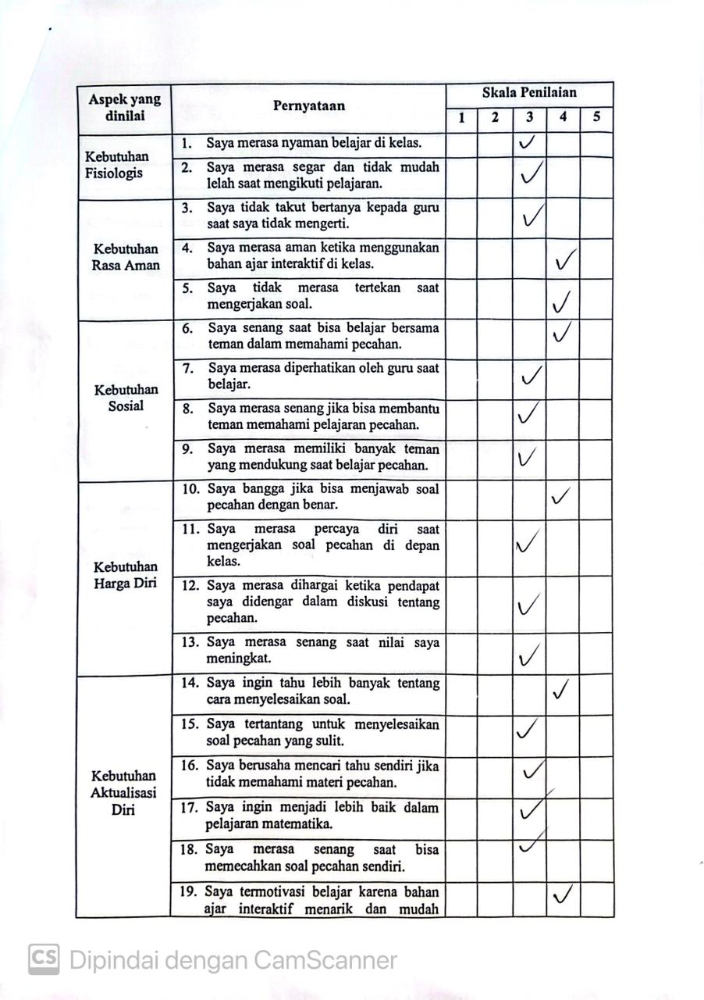 Aspek yang
dinilai
Pernyataan
Skala Penilaian
1 2 3 4 5
Kebutuhan
Fisiologis
1. Saya merasa nyaman belajar di kelas. ✓
2. Saya merasa segar dan tidak mudah
lelah saat mengikuti pelajaran. ✓
Kebutuhan
Rasa Aman
3. Saya tidak takut bertanya kepada guru
saat saya tidak mengerti. ✓
4. Saya merasa aman ketika menggunakan
bahan ajar interaktif di kelas. ✓
5. Saya tidak merasa tertekan saat
mengerjakan soal. ✓
Kebutuhan
Sosial
6. Saya senang saat bisa belajar bersama
teman dalam memahami pecahan. ✓
7. Saya merasa diperhatikan oleh guru saat
belajar. ✓
8. Saya merasa senang jika bisa membantu
teman memahami pelajaran pecahan. ✓
9. Saya merasa memiliki banyak teman
yang mendukung saat belajar pecahan. ✓
Kebutuhan
Harga Diri
10. Saya bangga jika bisa menjawab soal
pecahan dengan benar. ✓
11. Saya merasa percaya diri saat
mengerjakan soal pecahan di depan
kelas. ✓
12. Saya merasa dihargai ketika pendapat
saya didengar dalam diskusi tentang
pecahan. ✓
13. Saya merasa senang saat nilai saya
meningkat. ✓
Kebutuhan
Aktualisasi
Diri
14. Saya ingin tahu lebih banyak tentang
cara menyelesaikan soal. ✓
15. Saya tertantang untuk menyelesaikan
soal pecahan yang sulit. ✓
16. Saya berusaha mencari tahu sendiri jika
tidak memahami materi pecahan. ✓
17. Saya ingin menjadi lebih baik dalam
pelajaran matematika. ✓
18. Saya merasa senang saat bisa
memecahkan soal pecahan sendiri. ✓
19. Saya termotivasi belajar karena bahan
ajar interaktif menarik dan mudah ✓
CS Dipindai dengan CamScanner